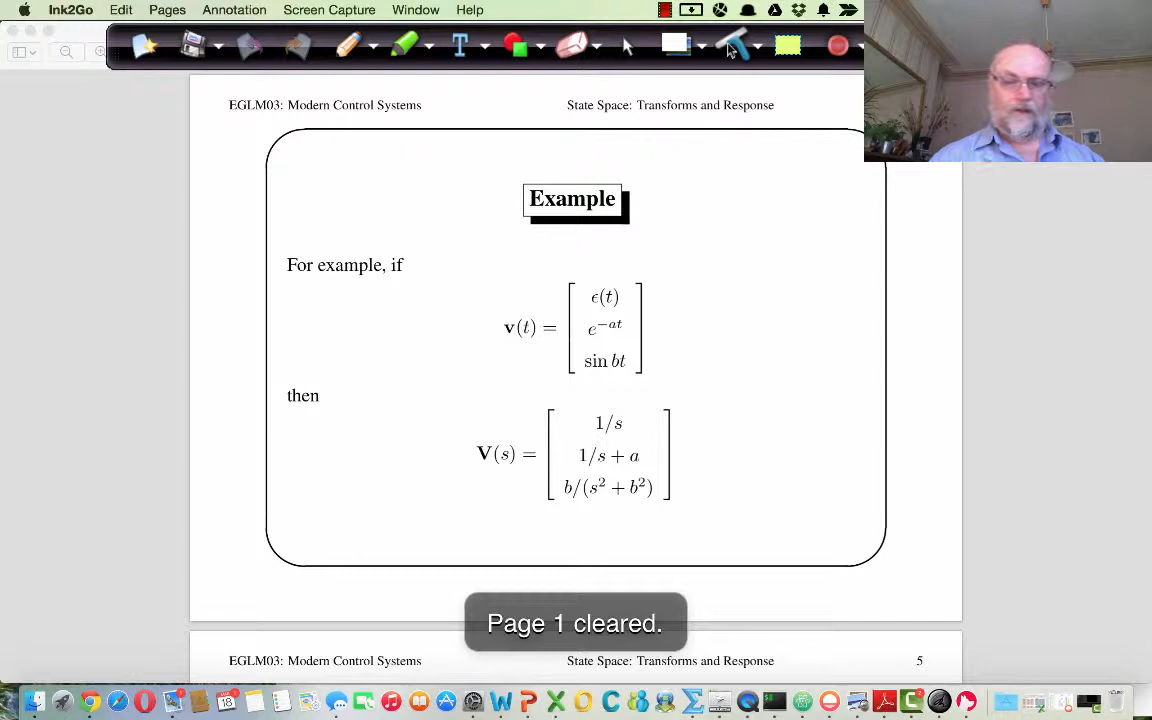 Ink2Go Edit Pages Annotation Screen Capture Window Help
EGLM03: Modern Control Systems State Space: Transforms and Response
Example
For example, if
v(t) = [ ϵ(t)
e^{−at}
sin bt ]
then
V(s) = [ 1/s
1/s + a
b/(s² + b²) ]
Page 1 cleared.
EGLM03: Modern Control Systems State Space: Transforms and Response 5